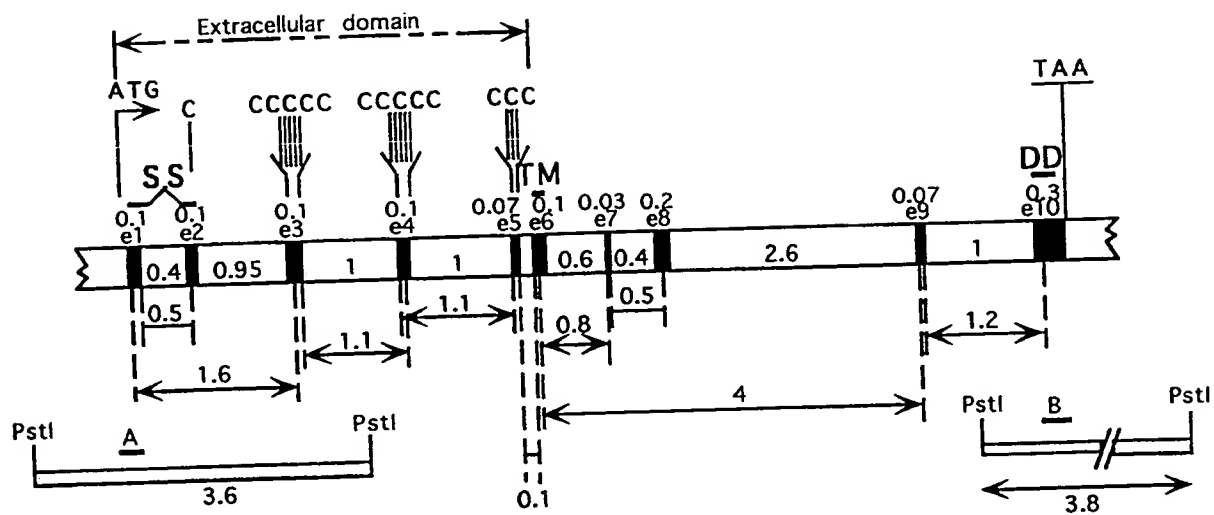 Extracellular domain
ATG
C
CCCCC
CCCCC
CCC
TAA
SS
TM
DD
0.1
0.1
0.1
0.1
0.07
0.1
0.03
0.2
0.07
0.3
e1
e2
e3
e4
e5
e6
e7
e8
e9
e10
0.4
0.95
1
1
0.6
0.4
2.6
1
0.5
1.1
1.1
0.8
0.5
1.2
1.6
4
PstI
A
PstI
3.6
0.1
PstI
B
PstI
3.8